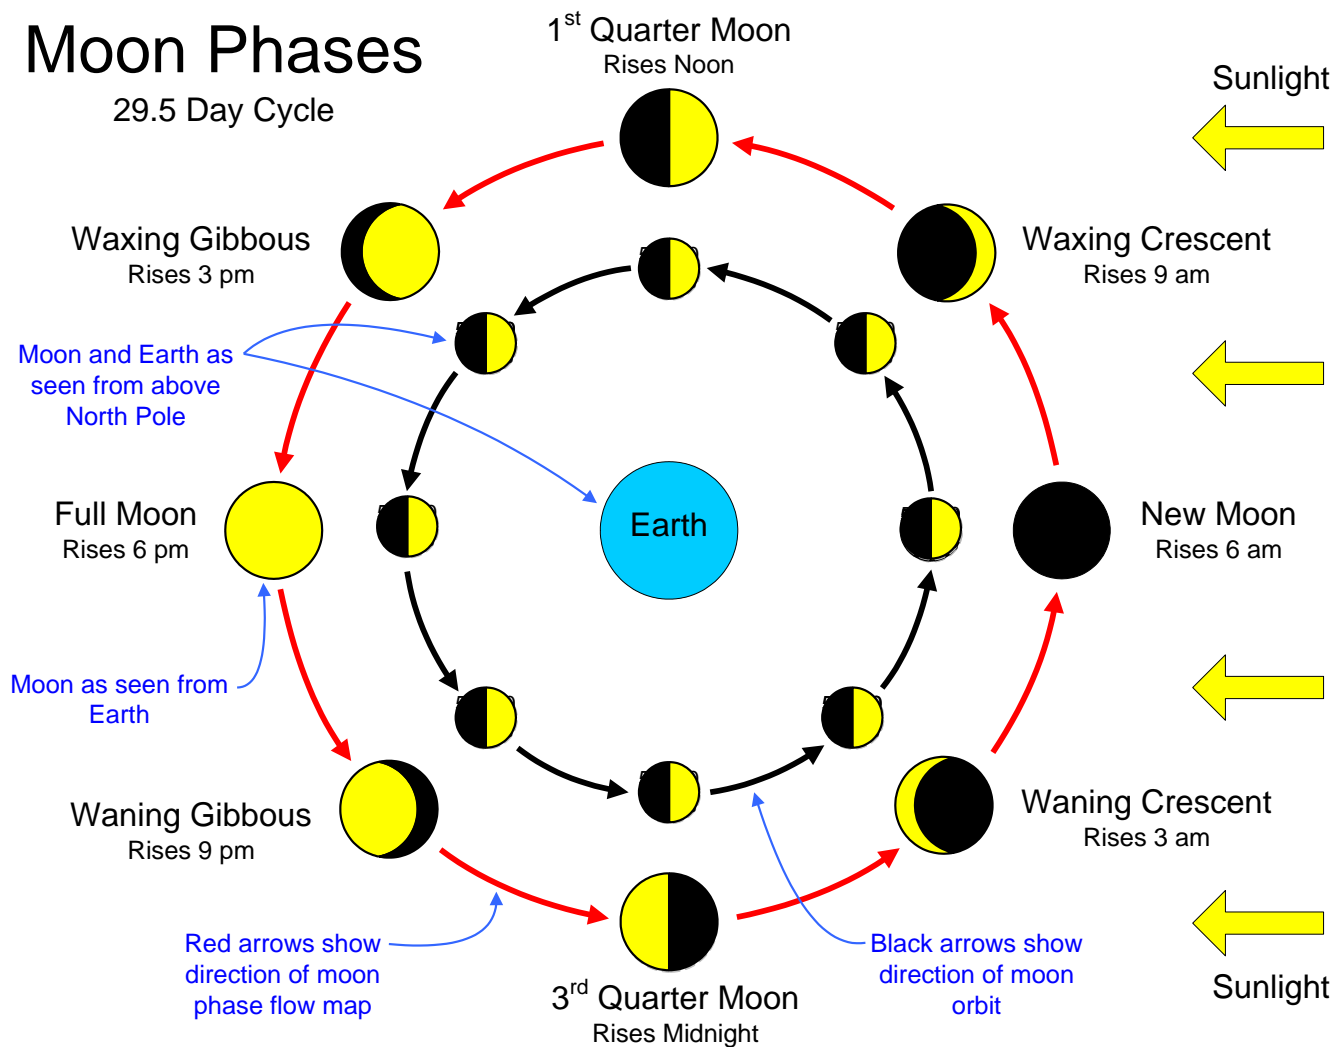 Moon Phases
29.5 Day Cycle
1st Quarter Moon
Rises Noon
Sunlight
Waxing Gibbous
Rises 3 pm
Waxing Crescent
Rises 9 am
Moon and Earth as
seen from above
North Pole
Full Moon
Rises 6 pm
Earth
New Moon
Rises 6 am
Moon as seen from
Earth
Waning Gibbous
Rises 9 pm
Waning Crescent
Rises 3 am
Red arrows show
direction of moon
phase flow map
3rd Quarter Moon
Rises Midnight
Black arrows show
direction of moon
orbit
Sunlight